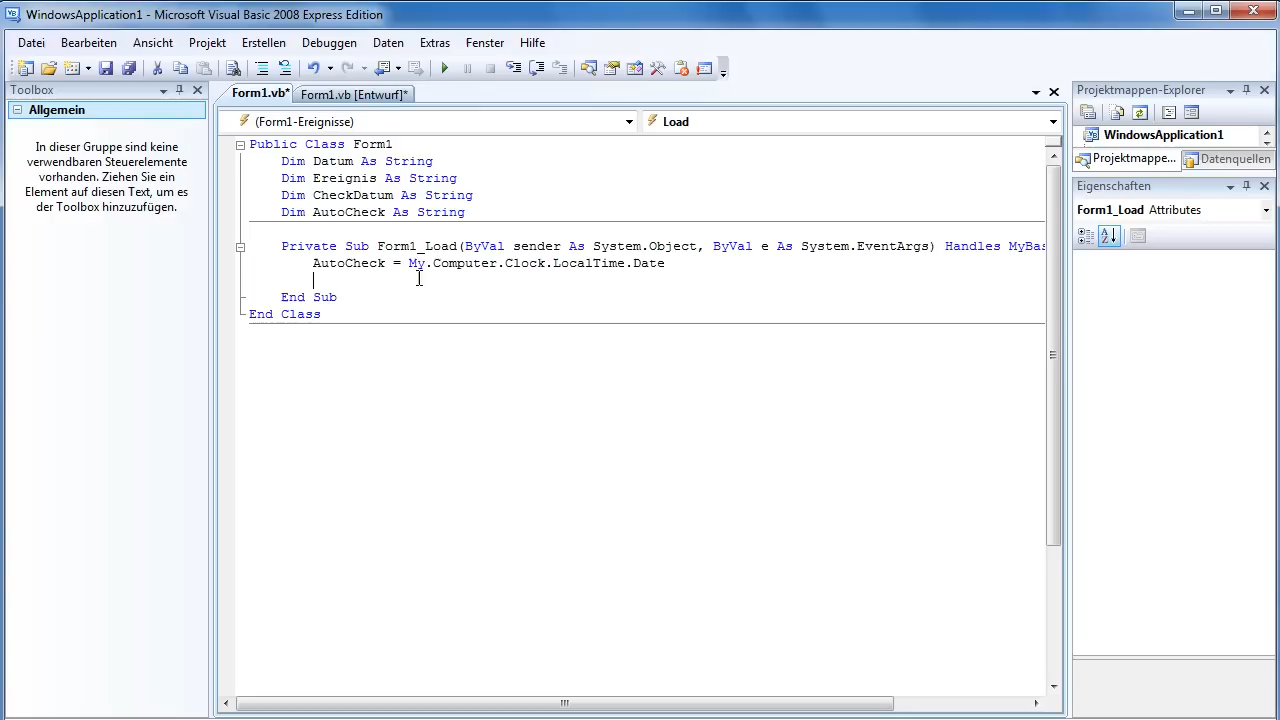 WindowsApplication1 - Microsoft Visual Basic 2008 Express Edition
Datei Bearbeiten Ansicht Projekt Erstellen Debuggen Daten Extras Fenster Hilfe
Toolbox
Allgemein
In dieser Gruppe sind keine
verwendbaren Steuerelemente
vorhanden. Ziehen Sie ein
Element auf diesen Text, um es
der Toolbox hinzuzufügen.
Form1.vb* Form1.vb [Entwurf]*
(Form1-Ereignisse) Load
Public Class Form1
Dim Datum As String
Dim Ereignis As String
Dim CheckDatum As String
Dim AutoCheck As String
Private Sub Form1_Load(ByVal sender As System.Object, ByVal e As System.EventArgs) Handles MyBas
AutoCheck = My.Computer.Clock.LocalTime.Date
End Sub
End Class
Projektmappen-Explorer
WindowsApplication1
Projektmappe... Datenquellen
Eigenschaften
Form1_Load Attributes